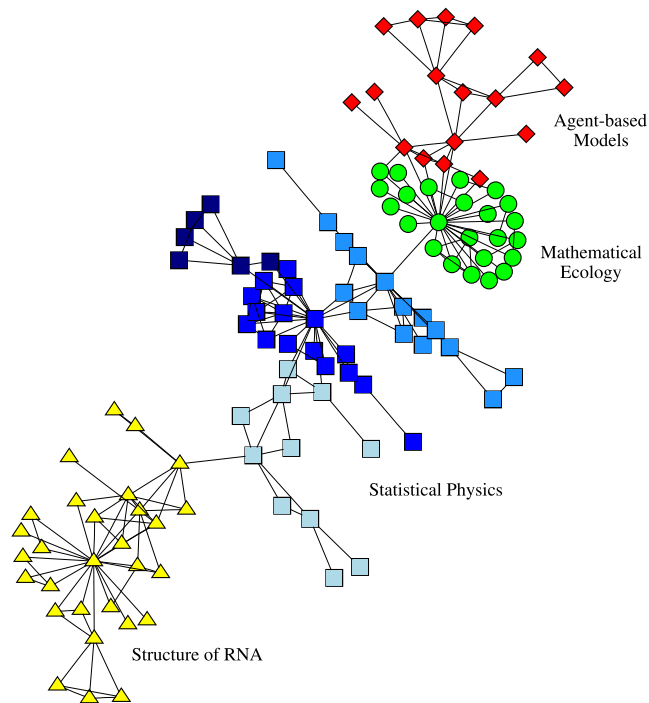 Agent-based
Models
Mathematical
Ecology
Statistical Physics
Structure of RNA